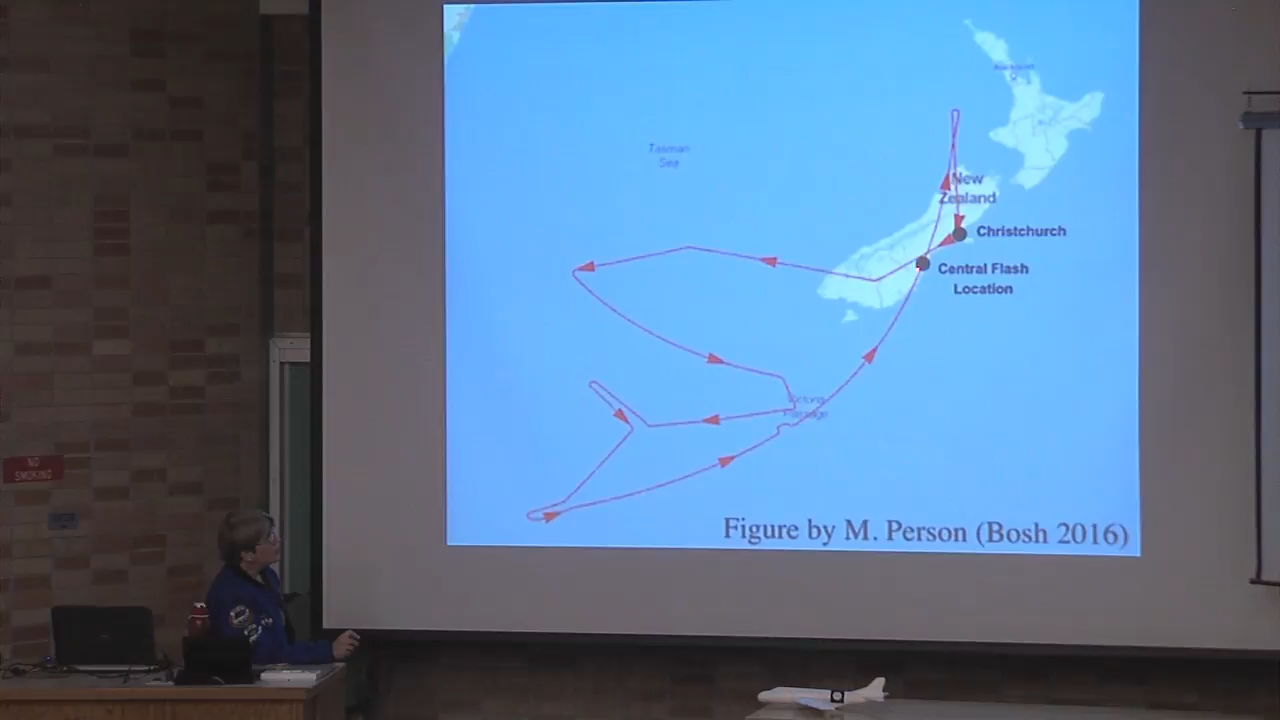 Tasman
Sea
New
Zealand
Christchurch
Central Flash
Location
Figure by M. Person (Bosh 2016)
NO
SMOKING